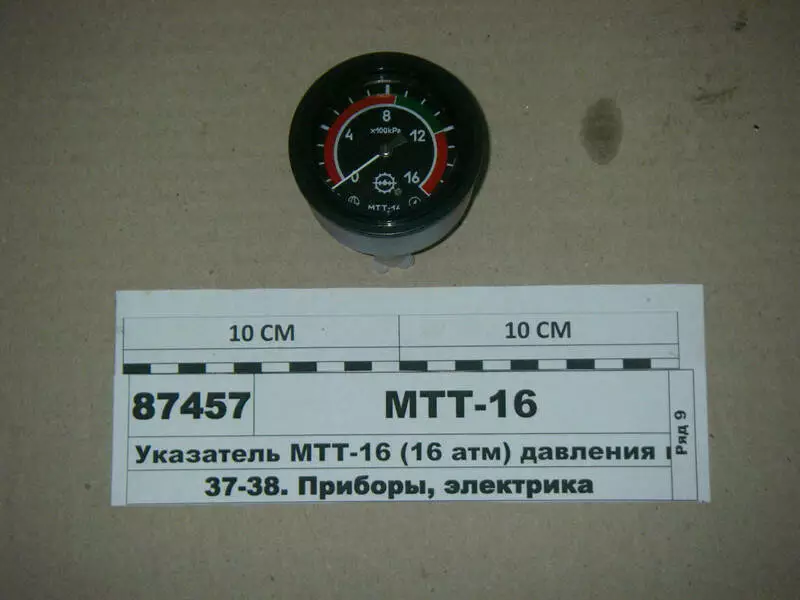 8
x100kPa
4 12
0 16
МТТ-16
10 СМ 10 СМ
87457 МТТ-16
Указатель МТТ-16 (16 атм) давления
37-38. Приборы, электрика
Ряд 9